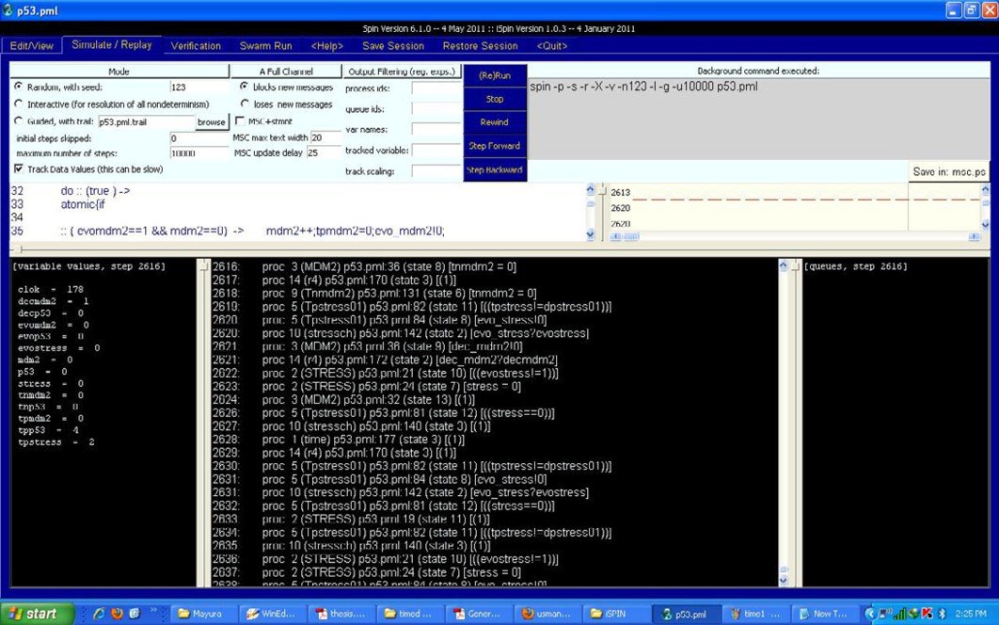 p53.pml
Spin Version 6.1.0 -- 4 May 2011 :: iSpin Version 1.0.3 -- 4 January 2011
Edit/View Simulate / Replay Verification Swarm Run <Help> Save Session Restore Session <Quit>
Mode A Full Channel Output Filtering (reg. exps.) (Re)Run Background command executed:
Random, with seed: 123 blocks new messages process ids: spin -p -s -r -X -v -n123 -l -g -u10000 p53.pml
Interactive (for resolution of all nondeterminism) loses new messages queue ids: Stop
Guided, with trail: p53.pml.trail browse MSC+stmnt var names: Rewind
initial steps skipped: 0 MSC max text width 20
maximum number of steps: 10000 MSC update delay 25 tracked variable: Step Forward
Track Data Values (this can be slow) track scaling: Step Backward Save in: msc.ps
32 do :: (true ) ->
33 atomic{if
34
35 :: ( evomdm2==1 && mdm2==0) -> mdm2++;tpmdm2=0;evo_mdm2!0;
2613
2620
2620
[variable values, step 2616]
clok = 178
decmdm2 = 1
decp53 = 0
evomdm2 = 0
evop53 = 0
evostress = 0
mdm2 = 0
p53 = 0
stress = 0
tnmdm2 = 0
tnp53 = 0
tpmdm2 = 0
tpp53 = 4
tpstress = 2
2616: proc 3 (MDM2) p53.pml:36 (state 8) [tnmdm2 = 0]
2617: proc 14 (r4) p53.pml:170 (state 3) [(1)]
2618: proc 9 (Tnmdm2) p53.pml:131 (state 6) [tnmdm2 = 0]
2619: proc 5 (Tpstress01) p53.pml:82 (state 11) [((tpstress!=dpstress01))]
2620: proc 5 (Tpstress01) p53.pml:84 (state 8) [evo_stress!0]
2620: proc 10 (stressch) p53.pml:142 (state 2) [evo_stress?evostress]
2621: proc 3 (MDM2) p53.pml:36 (state 9) [dec_mdm2!0]
2621: proc 14 (r4) p53.pml:172 (state 2) [dec_mdm2?decmdm2]
2622: proc 2 (STRESS) p53.pml:21 (state 10) [((evostress!=1))]
2623: proc 2 (STRESS) p53.pml:24 (state 7) [stress = 0]
2624: proc 3 (MDM2) p53.pml:32 (state 13) [(1)]
2626: proc 5 (Tpstress01) p53.pml:81 (state 12) [((stress==0))]
2627: proc 10 (stressch) p53.pml:140 (state 3) [(1)]
2628: proc 1 (time) p53.pml:177 (state 3) [(1)]
2629: proc 14 (r4) p53.pml:170 (state 3) [(1)]
2630: proc 5 (Tpstress01) p53.pml:82 (state 11) [((tpstress!=dpstress01))]
2631: proc 5 (Tpstress01) p53.pml:84 (state 8) [evo_stress!0]
2631: proc 10 (stressch) p53.pml:142 (state 2) [evo_stress?evostress]
2632: proc 5 (Tpstress01) p53.pml:81 (state 12) [((stress==0))]
2633: proc 2 (STRESS) p53.pml:19 (state 11) [(1)]
2634: proc 5 (Tpstress01) p53.pml:82 (state 11) [((tpstress!=dpstress01))]
2635: proc 10 (stressch) p53.pml:140 (state 3) [(1)]
2636: proc 2 (STRESS) p53.pml:21 (state 10) [((evostress!=1))]
2637: proc 2 (STRESS) p53.pml:24 (state 7) [stress = 0]
2638: proc 5 (Tpstress01) p53.pml:84 (state 8) [evo_stress!0]
[queues, step 2616]
start Mayura WinEd... thesis.... timod ... Gener... usman... iSPIN p53.pml time1 ... New T... 2:25 PM